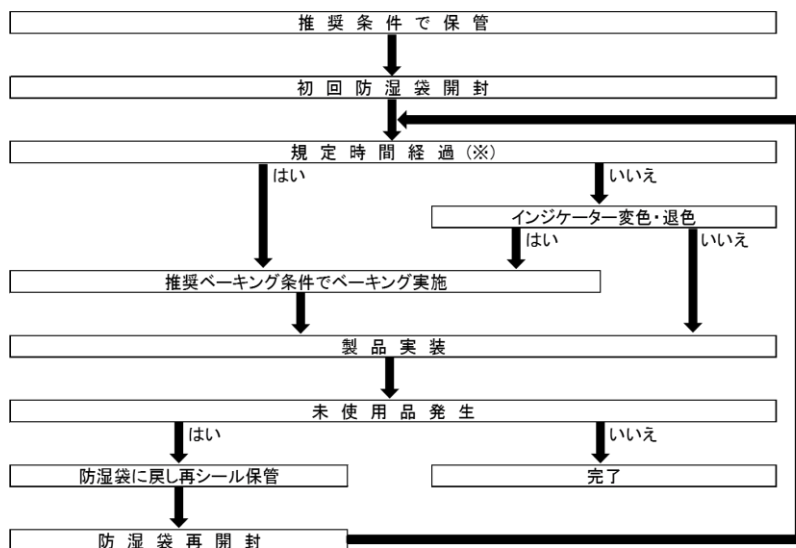 推奨条件で保管
初回防湿袋開封
規定時間経過(※)
はい
いいえ
インジケーター変色・退色
はい
いいえ
推奨ベーキング条件でベーキング実施
製品実装
未使用品発生
はい
いいえ
防湿袋に戻し再シール保管
完了
防湿袋再開封